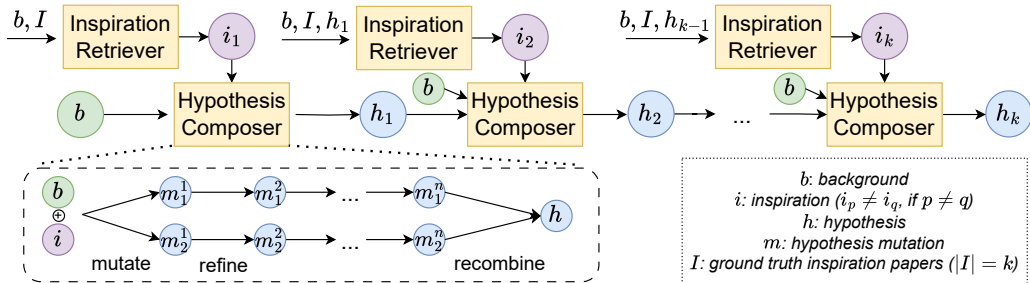 b, I
Inspiration
Retriever
i₁
b, I, h₁
Inspiration
Retriever
i₂
b, I, hₖ₋₁
Inspiration
Retriever
iₖ
b
Hypothesis
Composer
h₁
b
Hypothesis
Composer
h₂
...
b
Hypothesis
Composer
hₖ
b
⊕
i
m₁¹
m₁²
...
m₁ⁿ
m₂¹
m₂²
...
m₂ⁿ
h
mutate
refine
recombine
b: background
i: inspiration (iₚ ≠ i_q, if p ≠ q)
h: hypothesis
m: hypothesis mutation
I: ground truth inspiration papers (|I| = k)